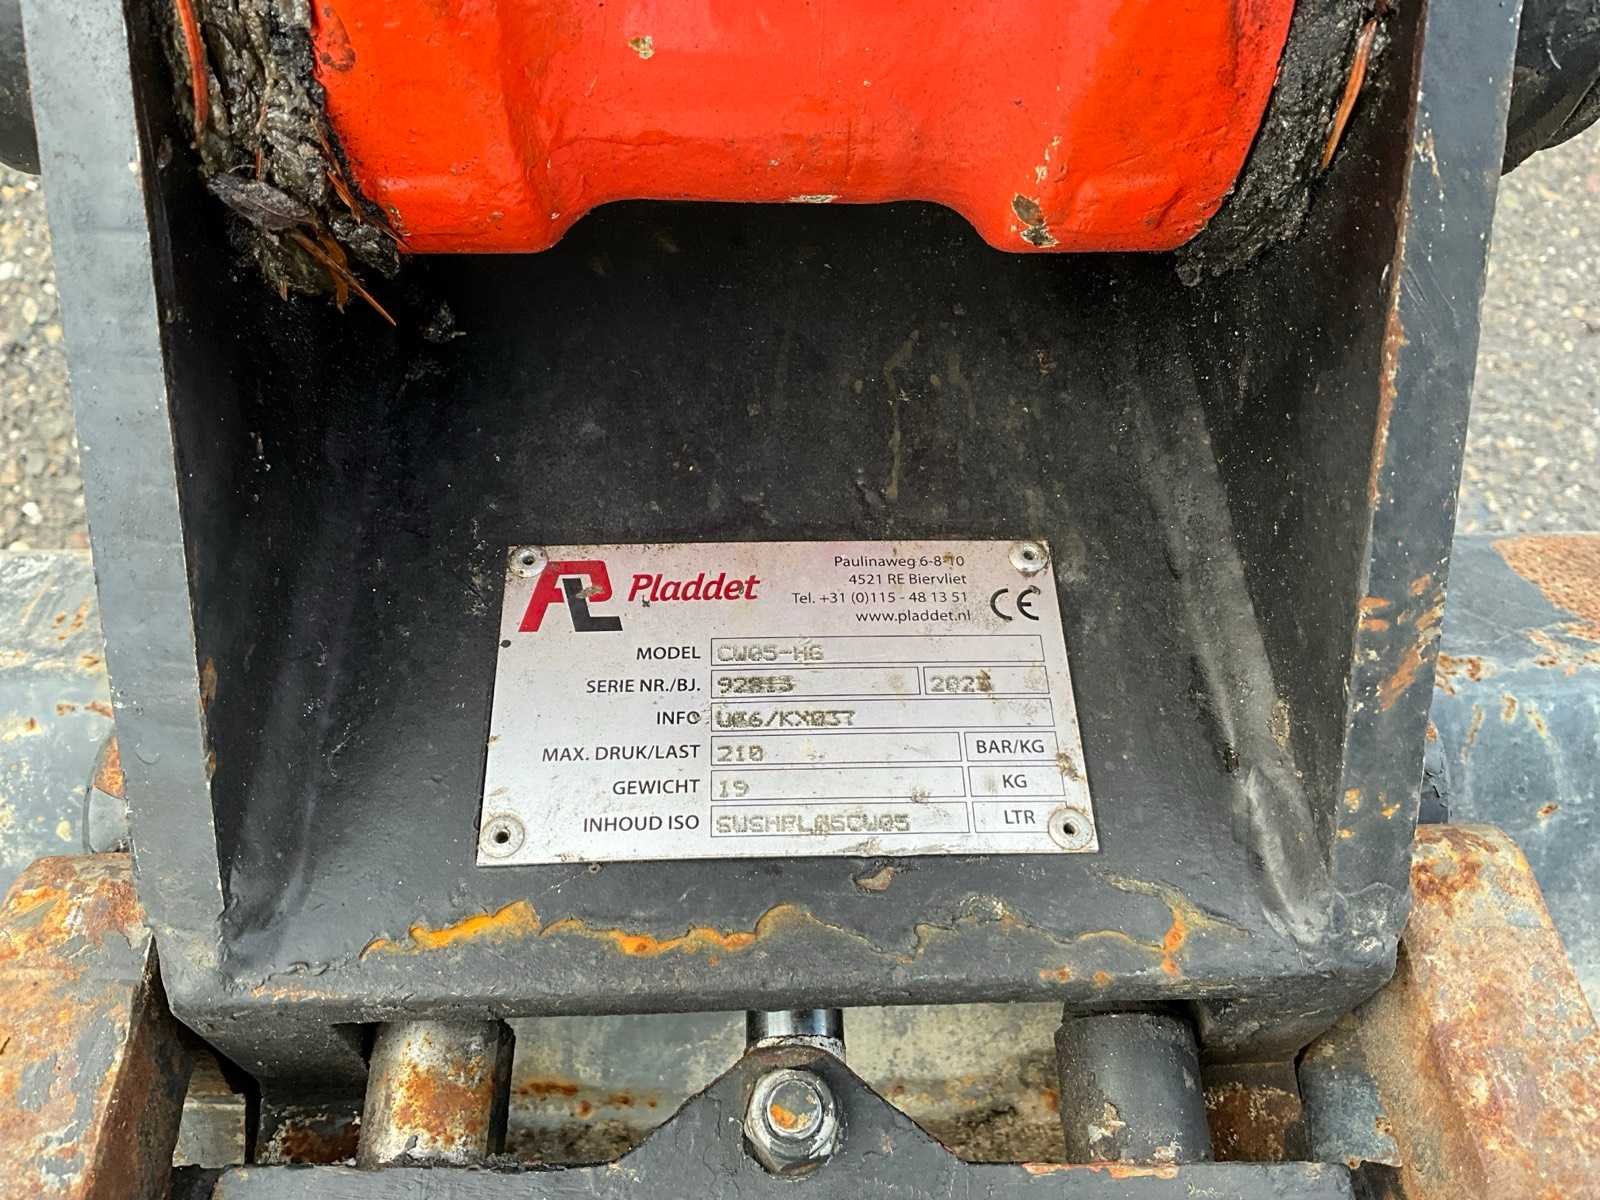 PL Pladdet
Paulinaweg 6-8-10
4521 RE Biervliet
Tel. +31 (0)115 - 48 13 51
www.pladdet.nl
CE
MODEL CW05-HG
SERIE NR./BJ.
INFO U06/KX037
MAX. DRUK/LAST 210 BAR/KG
GEWICHT 19 KG
INHOUD ISO LTR